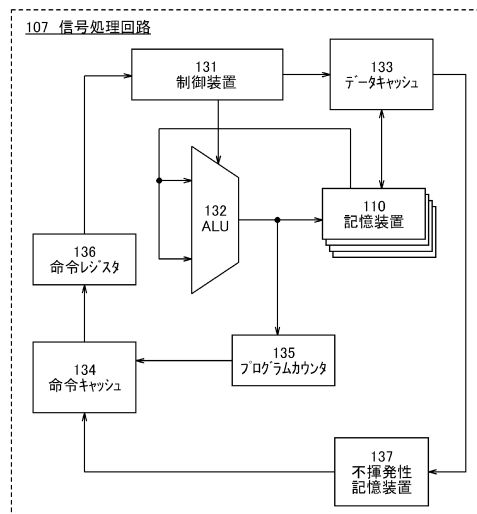 107 信号処理回路
131
制御装置
133
データキャッシュ
132
ALU
110
記憶装置
136
命令レジスタ
134
命令キャッシュ
135
プログラムカウンタ
137
不揮発性
記憶装置